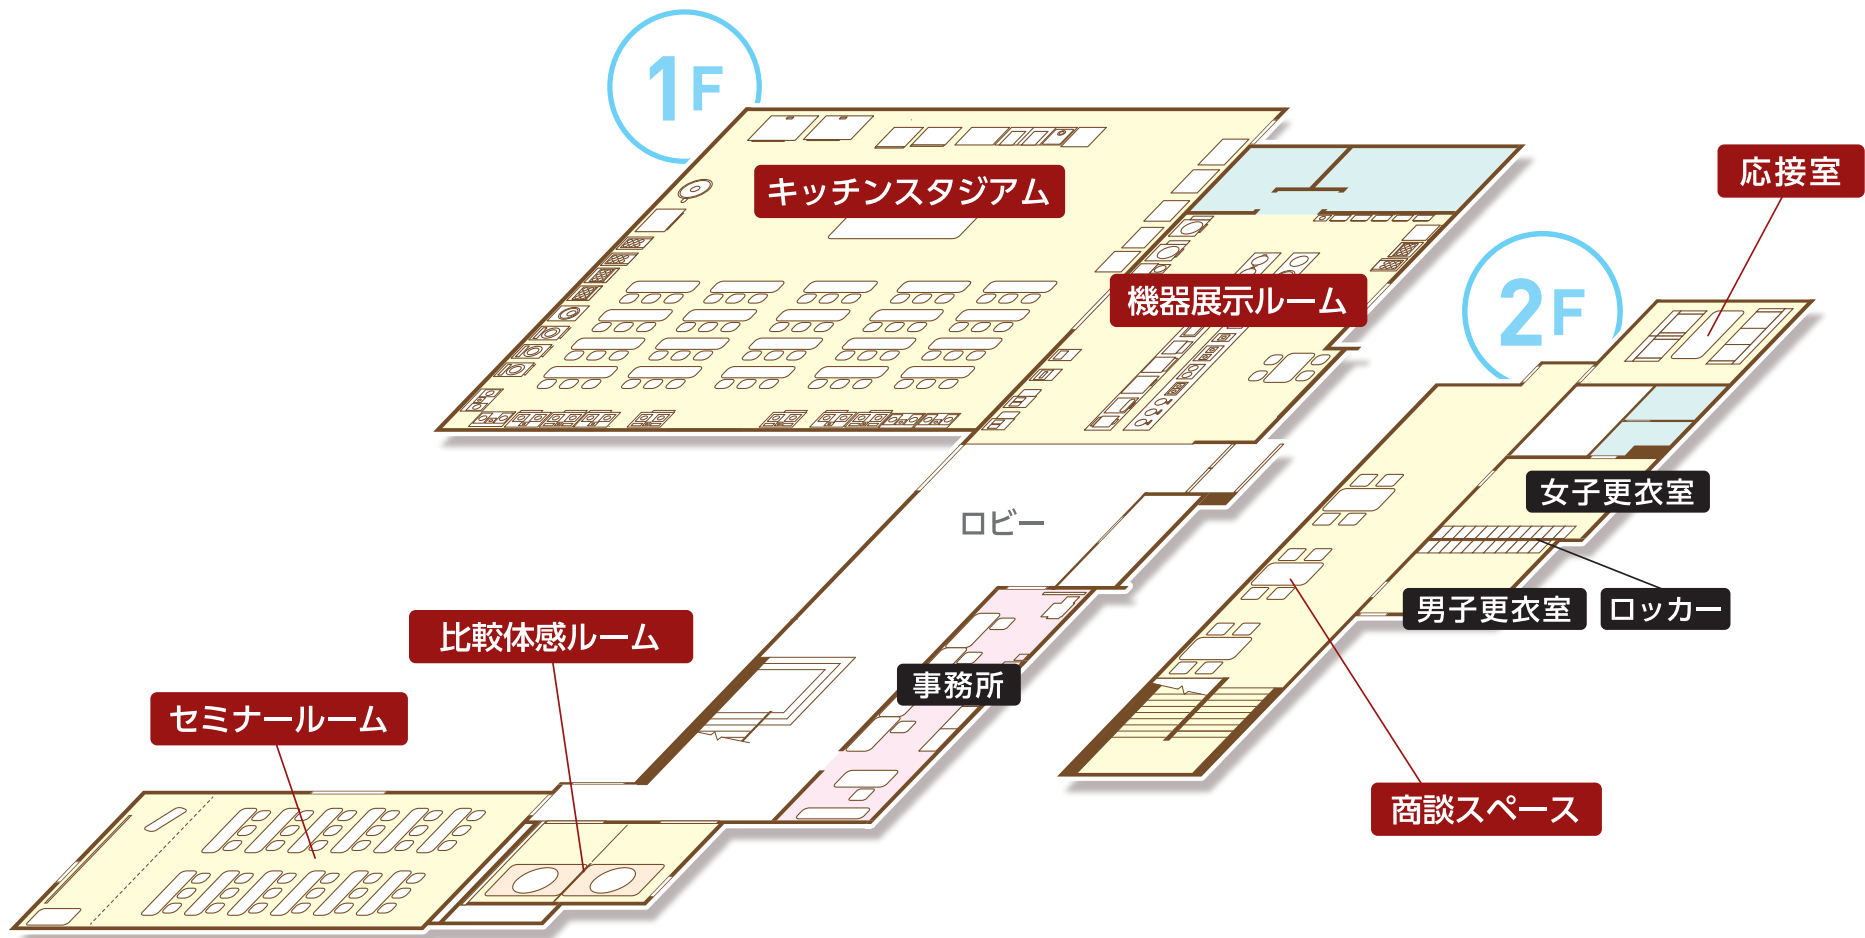 1F
キッチンスタジアム
機器展示ルーム
ロビー
比較体感ルーム
事務所
セミナールーム
2F
応接室
女子更衣室
男子更衣室
ロッカー
商談スペース